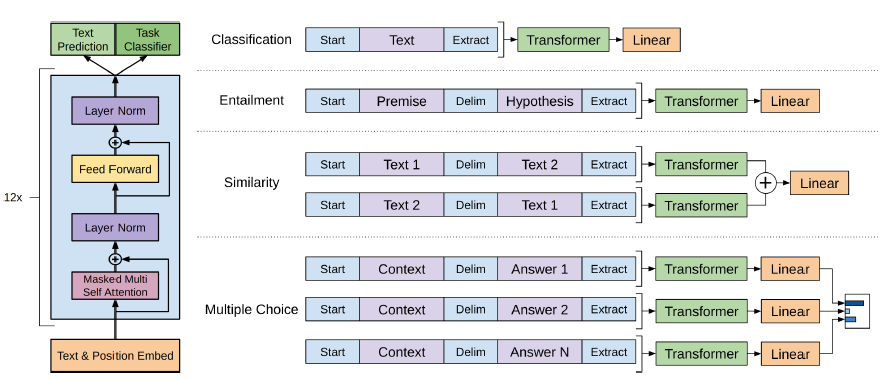 Text Prediction
Task Classifier
12x
Layer Norm
Feed Forward
Layer Norm
Masked Multi
Self Attention
Text & Position Embed
Classification Start Text Extract Transformer Linear
Entailment Start Premise Delim Hypothesis Extract Transformer Linear
Similarity
Start Text 1 Delim Text 2 Extract Transformer
Start Text 2 Delim Text 1 Extract Transformer
Linear
Multiple Choice
Start Context Delim Answer 1 Extract Transformer Linear
Start Context Delim Answer 2 Extract Transformer Linear
Start Context Delim Answer N Extract Transformer Linear